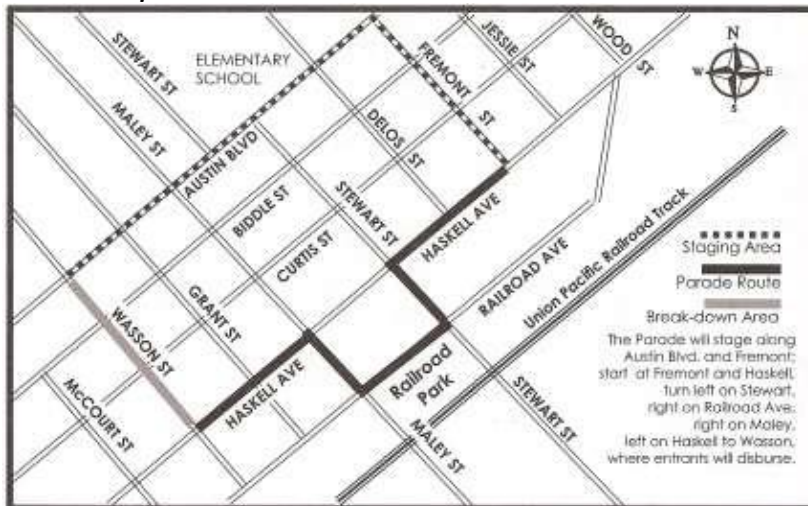 STEWART ST
MALEY ST
ELEMENTARY
SCHOOL
FREMONT ST
JESSIE ST
WOOD ST
N
W E
S
DELOS ST
AUSTIN BLVD
BIDDLE ST
STEWART ST
CURTIS ST
HASKELL AVE
RAILROAD AVE
Union Pacific Railroad Track
WASSON ST
GRANT ST
HASKELL AVE
McCOURT ST
Railroad
Park
MALEY ST
STEWART ST
Staging Area
Parade Route
Break-down Area
The Parade will stage along
Austin Blvd. and Fremont;
start at Fremont and Haskell,
turn left on Stewart,
right on Railroad Ave.
right on Maley,
left on Haskell to Wasson,
where entrants will disburse.